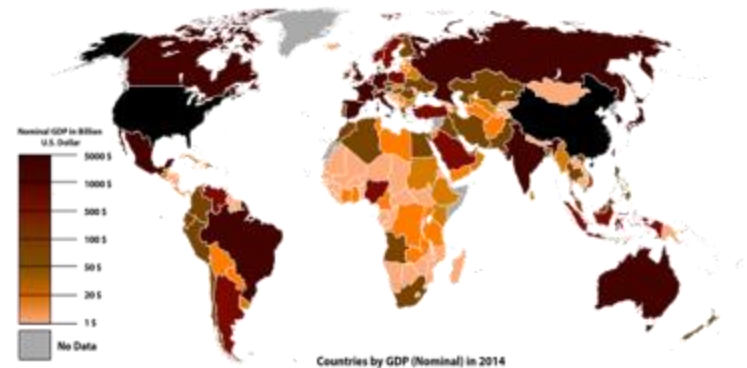 Nominal GDP in Billion
U.S. Dollar
5000 $
1000 $
500 $
100 $
50 $
20 $
1 $
No Data
Countries by GDP (Nominal) in 2014